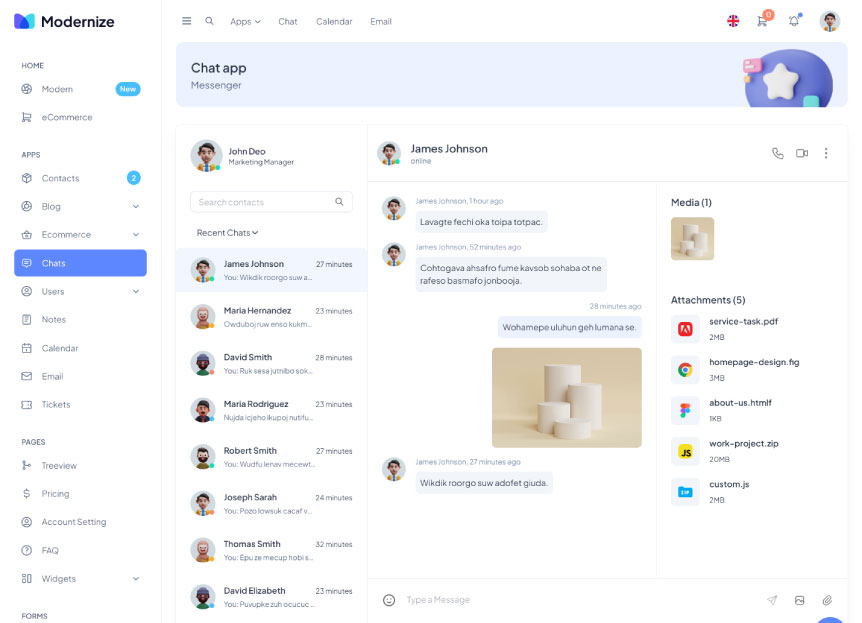 Modernize
Apps
Chat
Calendar
Email
0
HOME
Modern
New
eCommerce
APPS
Contacts
2
Blog
Ecommerce
Chats
Users
Notes
Calendar
Email
Tickets
PAGES
Treeview
Pricing
Account Setting
FAQ
Widgets
FORMS
Chat app
Messenger
John Deo
Marketing Manager
Search contacts
Recent Chats
James Johnson
27 minutes
You: Wikdik roorgo suw a...
Maria Hernandez
23 minutes
Owduboj ruw enso kukm...
David Smith
28 minutes
You: Ruk sesa jutnibo sok...
Maria Rodriguez
23 minutes
Nujda icjeho ikupoj nutifu...
Robert Smith
27 minutes
You: Wudfu lenav mecewt...
Joseph Sarah
24 minutes
You: Pozo lowsuk cacaf v...
Thomas Smith
32 minutes
You: Epu ze mecup hobi s...
David Elizabeth
23 minutes
You: Puvupke zuh ocucuc ...
James Johnson
online
James Johnson, 1 hour ago
Lavagte fechi oka toipa totpac.
James Johnson, 52 minutes ago
Cohtogava ahsafro fume kavsob sohaba ot ne
rafeso basmafo jonbooja.
28 minutes ago
Wohamepe uluhun geh lumana se.
James Johnson, 27 minutes ago
Wikdik roorgo suw adofet giuda.
Type a Message
Media (1)
Attachments (5)
service-task.pdf
2MB
homepage-design.fig
3MB
about-us.htmlf
1KB
JS
work-project.zip
20MB
ZIP
custom.js
2MB